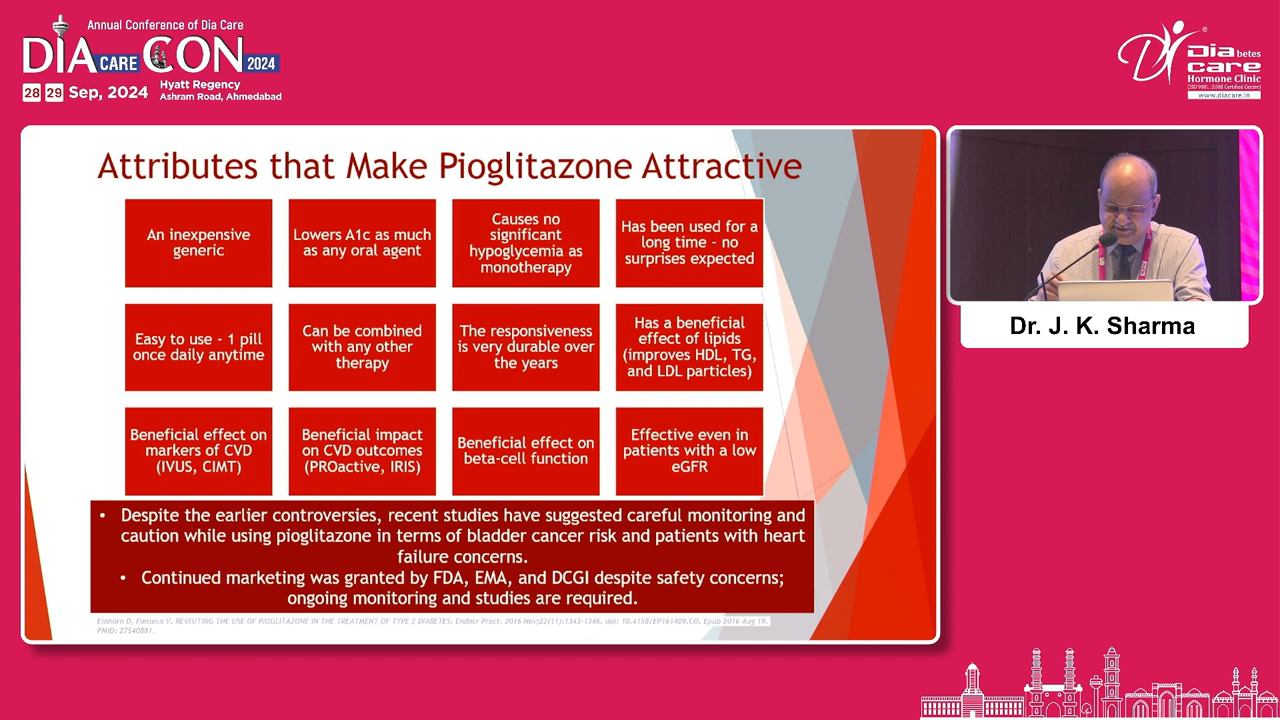 Annual Conference of Dia Care
DIA CARE CON 2024
28 29 Sep, 2024
Hyatt Regency
Ashram Road, Ahmedabad
Diabetes
care
Hormone Clinic
(ISO 9001 :2008 Certified Centre)
www.diacare.in
Attributes that Make Pioglitazone Attractive
An inexpensive
generic
Lowers A1c as much
as any oral agent
Causes no
significant
hypoglycemia as
monotherapy
Has been used for a
long time - no
surprises expected
Easy to use - 1 pill
once daily anytime
Can be combined
with any other
therapy
The responsiveness
is very durable over
the years
Has a beneficial
effect of lipids
(improves HDL, TG,
and LDL particles)
Beneficial effect on
markers of CVD
(IVUS, CIMT)
Beneficial impact
on CVD outcomes
(PROactive, IRIS)
Beneficial effect on
beta-cell function
Effective even in
patients with a low
eGFR
• Despite the earlier controversies, recent studies have suggested careful monitoring and
caution while using pioglitazone in terms of bladder cancer risk and patients with heart
failure concerns.
• Continued marketing was granted by FDA, EMA, and DCGI despite safety concerns;
ongoing monitoring and studies are required.
Einhorn D, Fonseca V. REVISITING THE USE OF PIOGLITAZONE IN THE TREATMENT OF TYPE 2 DIABETES. Endocr Pract. 2016 Nov;22(11):1343-1346. doi: 10.4158/EP161409.CO. Epub 2016 Aug 19.
PMID: 27540881.
Dr. J. K. Sharma